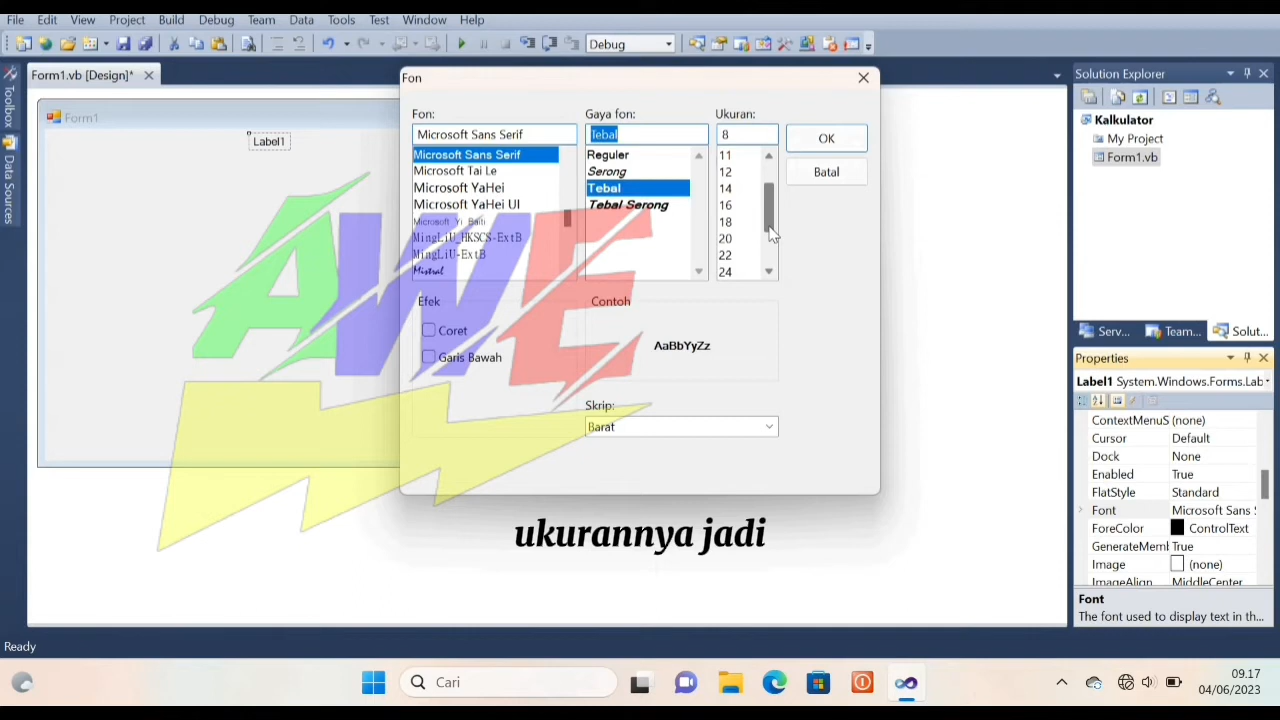 File Edit View Project Build Debug Team Data Tools Test Window Help
Debug
Form1.vb [Design]*
Toolbox
Data Sources
Form1
Label1
Fon
Fon:
Microsoft Sans Serif
Microsoft Sans Serif
Microsoft Tai Le
Microsoft YaHei
Microsoft YaHei UI
Microsoft Yi Baiti
MingLiU_HKSCS-ExtB
MingLiU-ExtB
Mistral
Gaya fon:
Tebal
Reguler
Serong
Tebal
Tebal Serong
Ukuran:
8
11
12
14
16
18
20
22
24
OK
Batal
Efek
Coret
Garis Bawah
Contoh
AaBbYyZz
Skrip:
Barat
AWE
ukurannya jadi
Solution Explorer
Kalkulator
My Project
Form1.vb
Serv... Team... Solut...
Properties
Label1 System.Windows.Forms.Lab
ContextMenuS (none)
Cursor Default
Dock None
Enabled True
FlatStyle Standard
Font Microsoft Sans
ForeColor ControlText
GenerateMemb True
Image (none)
ImageAlign MiddleCenter
Font
The font used to display text in th...
Ready
Cari
09.17
04/06/2023